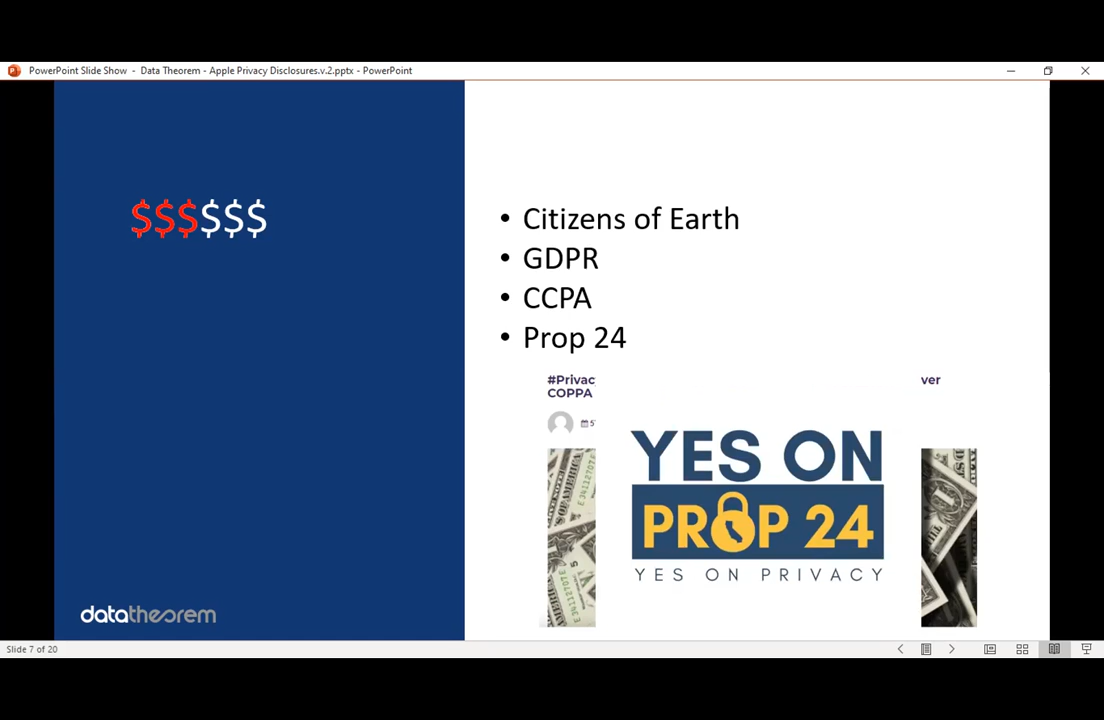 PowerPoint Slide Show - Data Theorem - Apple Privacy Disclosures.v.2.pptx - PowerPoint
$$$$$$
• Citizens of Earth
• GDPR
• CCPA
• Prop 24
#Privac
ver
COPPA
YES ON
PROP 24
YES ON PRIVACY
datatheorem
Slide 7 of 20